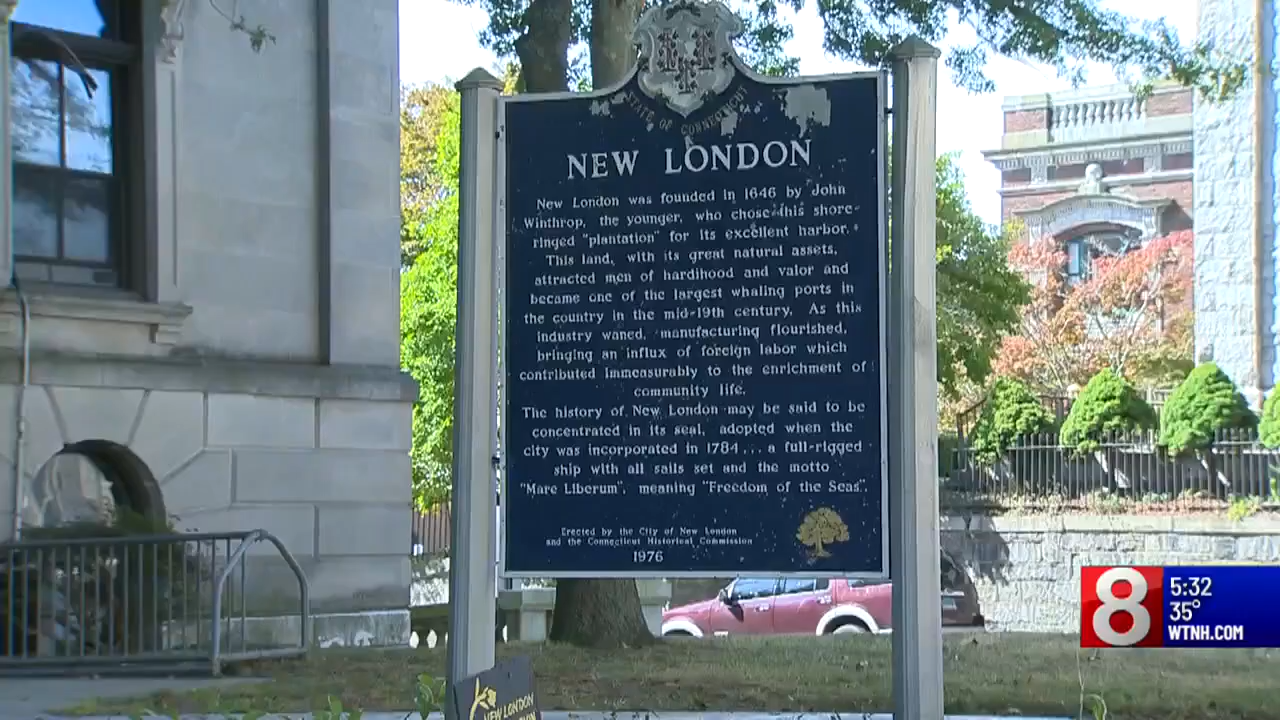 STATE OF CONNECTICUT
NEW LONDON
New London was founded in 1646 by John
Winthrop, the younger, who chose this shore-
ringed "plantation" for its excellent harbor.
This land, with its great natural assets,
attracted men of hardihood and valor and
became one of the largest whaling ports in
the country in the mid-19th century. As this
industry waned, manufacturing flourished,
bringing an influx of foreign labor which
contributed immeasurably to the enrichment of
community life.
The history of New London may be said to be
concentrated in its seal, adopted when the
city was incorporated in 1784... a full-rigged
ship with all sails set and the motto
"Mare Liberum", meaning "Freedom of the Seas".
Erected by the City of New London
and the Connecticut Historical Commission
1976
NEW LONDON
8
5:32
35°
WTNH.COM